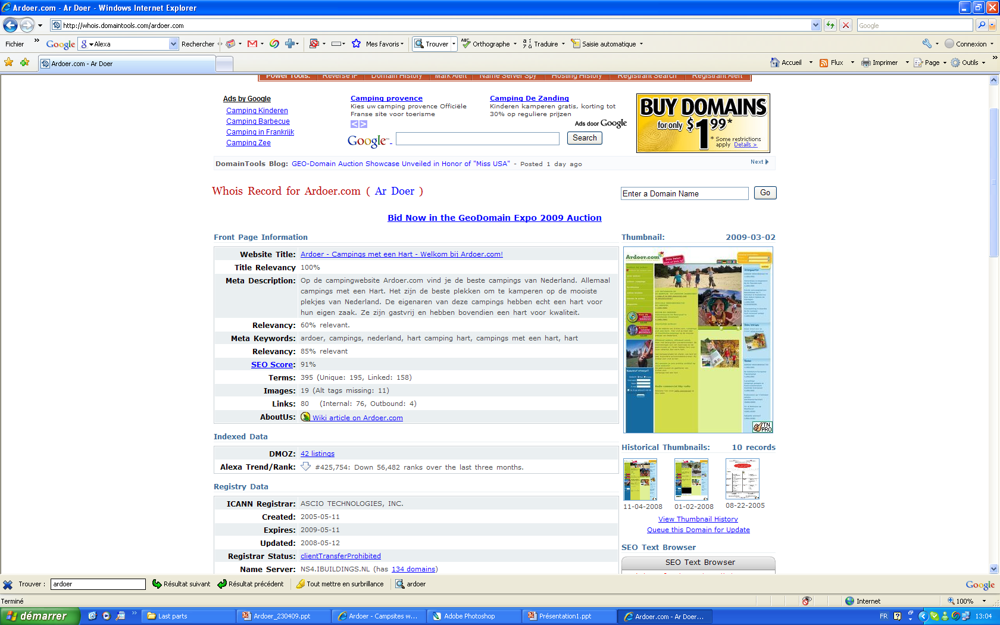 Ardoer.com - Ar Doer - Windows Internet Explorer
http://whois.domaintools.com/ardoer.com
Google
Fichier
»
Google
Alexa
Rechercher
Mes favoris
Trouver
Orthographe
Traduire
Saisie automatique
Connexion
Ardoer.com - Ar Doer
Accueil
Flux
Imprimer
Page
Outils
»
Power Tools:
Reverse IP
Domain History
Mark Alert
Name Server Spy
Hosting History
Registrant Search
Registrant Alert
Ads by Google
Camping Kinderen
Camping Barbecue
Camping in Frankrijk
Camping Zee
Camping provence
Kies uw camping provence Officiële
Franse site voor toerisme
Camping De Zanding
Kinderen kamperen gratis, korting tot
30% op reguliere prijzen
< >
Ads door Google
Google™
Search
BUY DOMAINS
for only $1.99*
* Some restrictions
apply Details »
DomainTools Blog: GEO-Domain Auction Showcase Unveiled in Honor of "Miss USA" - Posted 1 day ago
Next
Whois Record for Ardoer.com ( Ar Doer )
Enter a Domain Name
Go
Bid Now in the GeoDomain Expo 2009 Auction
Front Page Information
Website Title: Ardoer - Campings met een Hart - Welkom bij Ardoer.com!
Title Relevancy 100%
Meta Description: Op de campingwebsite Ardoer.com vind je de beste campings van Nederland. Allemaal
campings met een Hart. Het zijn de beste plekken om te kamperen op de mooiste
plekjes van Nederland. De eigenaren van deze campings hebben echt een hart voor
hun eigen zaak. Ze zijn gastvrij en hebben bovendien een hart voor kwaliteit.
Relevancy: 60% relevant.
Meta Keywords: ardoer, campings, nederland, hart camping hart, campings met een hart, hart
Relevancy: 85% relevant
SEO Score: 91%
Terms: 395 (Unique: 195, Linked: 158)
Images: 19 (Alt tags missing: 11)
Links: 80 (Internal: 76, Outbound: 4)
AboutUs: Wiki article on Ardoer.com
Indexed Data
DMOZ: 42 listings
Alexa Trend/Rank: #425,754: Down 56,482 ranks over the last three months.
Registry Data
ICANN Registrar: ASCIO TECHNOLOGIES, INC.
Created: 2005-05-11
Expires: 2009-05-11
Updated: 2008-05-12
Registrar Status: clientTransferProhibited
Name Server: NS4.IBUILDINGS.NL (has 134 domains)
Thumbnail: 2009-03-02
Ardoer.com
TN
PRO
Historical Thumbnails: 10 records
11-04-2008
01-02-2008
08-22-2005
View Thumbnail History
Queue this Domain for Update
SEO Text Browser
SEO Text Browser
Trouver :
ardoer
Résultat suivant
Résultat précédent
Tout mettre en surbrillance
ardoer
Google
Terminé
Internet
100%
démarrer
»
Last parts
Ardoer_230409.ppt
Ardoer - Campsites w...
Adobe Photoshop
Présentation1.ppt
Ardoer.com - Ar Doer...
FR
13:04